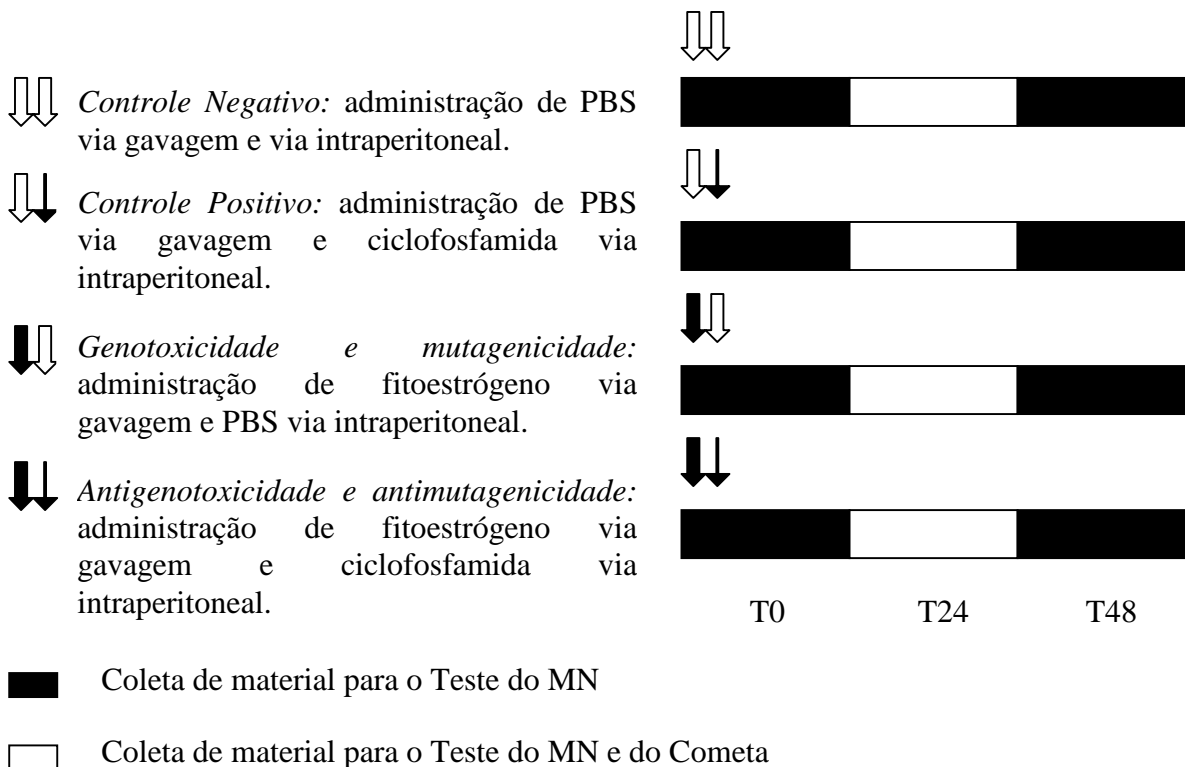 Controle Negativo: administração de PBS
via gavagem e via intraperitoneal.
Controle Positivo: administração de PBS
via gavagem e ciclofosfamida via
intraperitoneal.
Genotoxicidade e mutagenicidade:
administração de fitoestrógeno via
gavagem e PBS via intraperitoneal.
Antigenotoxicidade e antimutagenicidade:
administração de fitoestrógeno via
gavagem e ciclofosfamida via
intraperitoneal.
T0 T24 T48
Coleta de material para o Teste do MN
Coleta de material para o Teste do MN e do Cometa